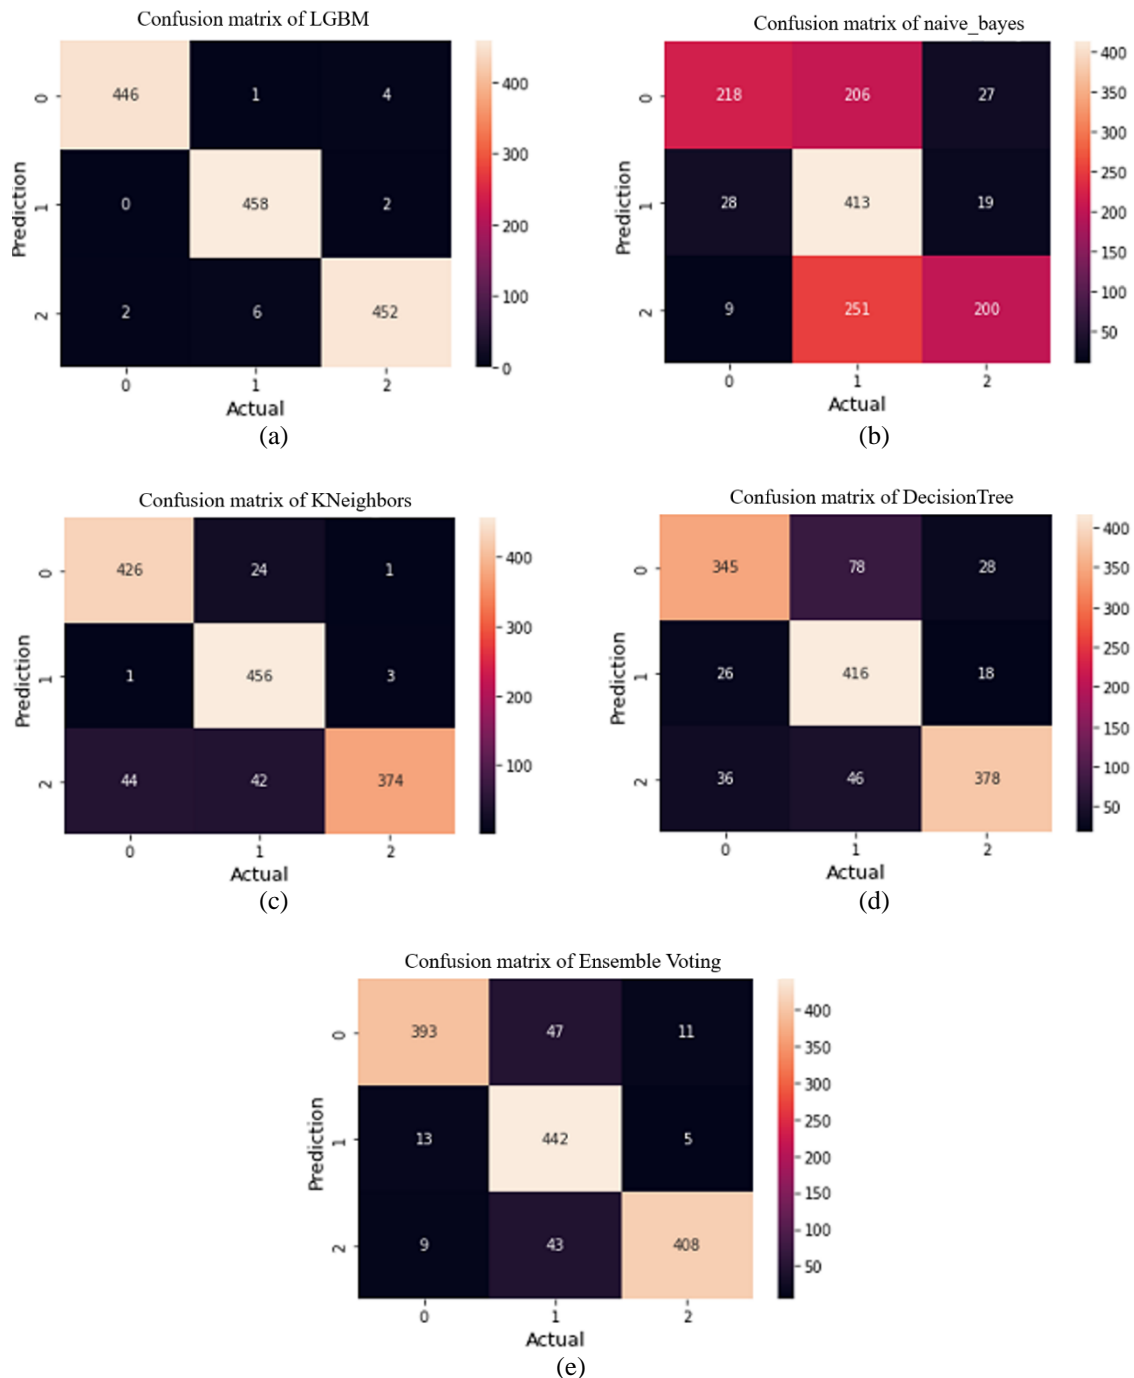 Confusion matrix of LGBM
0 446 1 4
1 0 458 2
2 2 6 452
0 1 2
Prediction
Actual
400
300
200
100
0
(a)
Confusion matrix of naive_bayes
0 218 206 27
1 28 413 19
2 9 251 200
0 1 2
Prediction
Actual
400
350
300
250
200
150
100
50
(b)
Confusion matrix of KNeighbors
0 426 24 1
1 1 456 3
2 44 42 374
0 1 2
Prediction
Actual
400
300
200
100
(c)
Confusion matrix of DecisionTree
0 345 78 28
1 26 416 18
2 36 46 378
0 1 2
Prediction
Actual
400
350
300
250
200
150
100
50
(d)
Confusion matrix of Ensemble Voting
0 393 47 11
1 13 442 5
2 9 43 408
0 1 2
Prediction
Actual
400
350
300
250
200
150
100
50
(e)